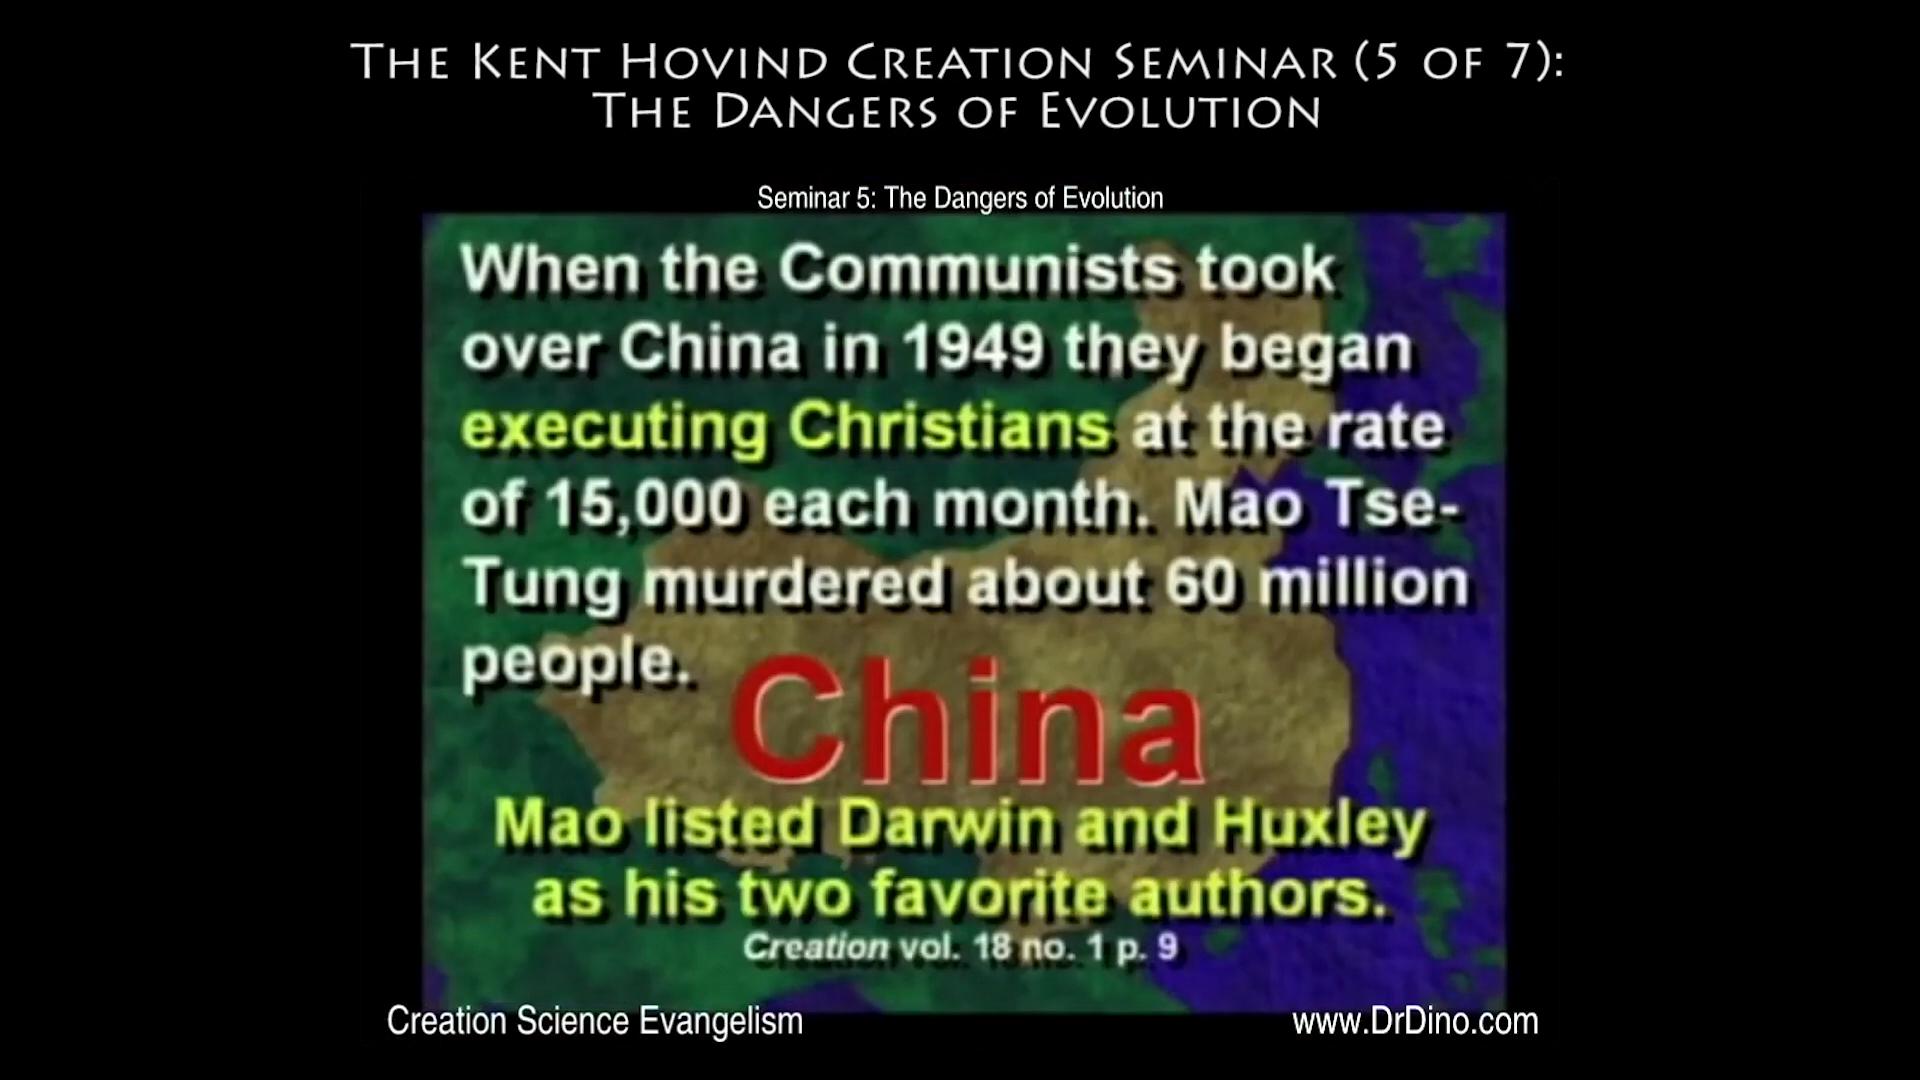 THE KENT HOVIND CREATION SEMINAR (5 OF 7):
THE DANGERS OF EVOLUTION
Seminar 5: The Dangers of Evolution
When the Communists took
over China in 1949 they began
executing Christians at the rate
of 15,000 each month. Mao Tse-
Tung murdered about 60 million
people.
China
Mao listed Darwin and Huxley
as his two favorite authors.
Creation vol. 18 no. 1 p. 9
Creation Science Evangelism
www.DrDino.com